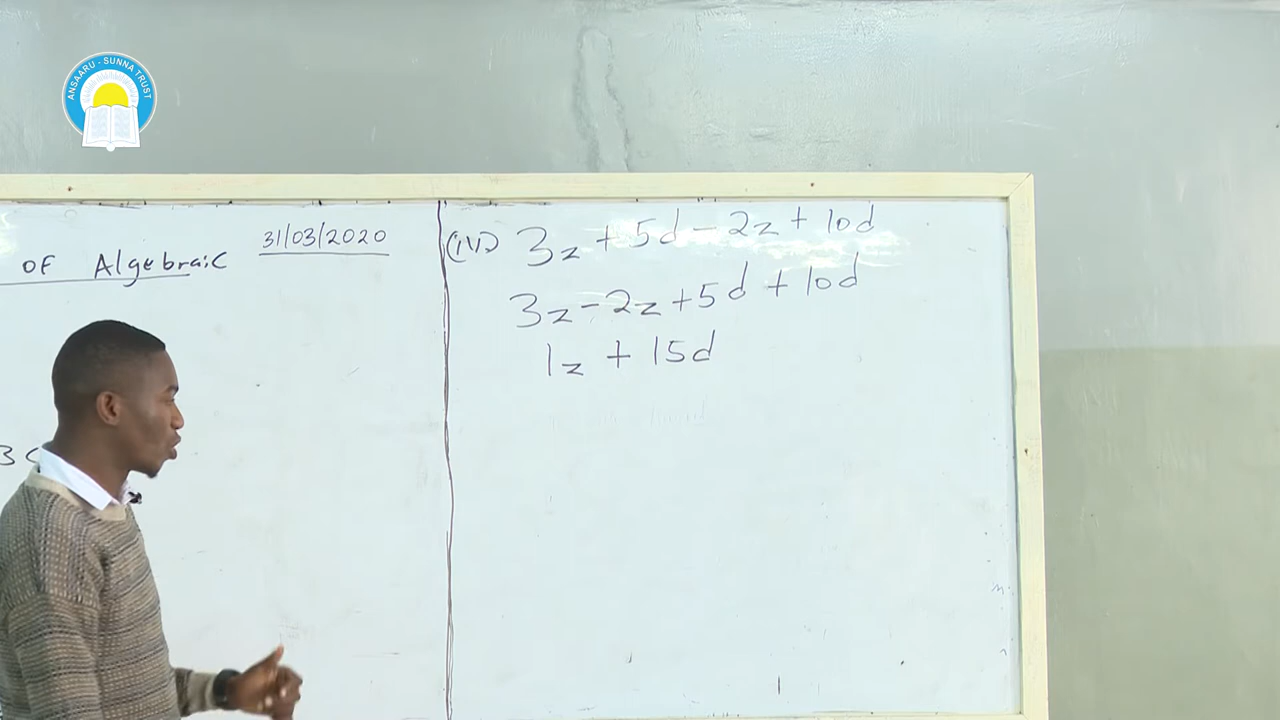 ANSAARU - SUNNA TRUST
31/03/2020
OF Algebraic
(iv) 3z + 5d - 2z + 10d
3z - 2z + 5d + 10d
1z + 15d